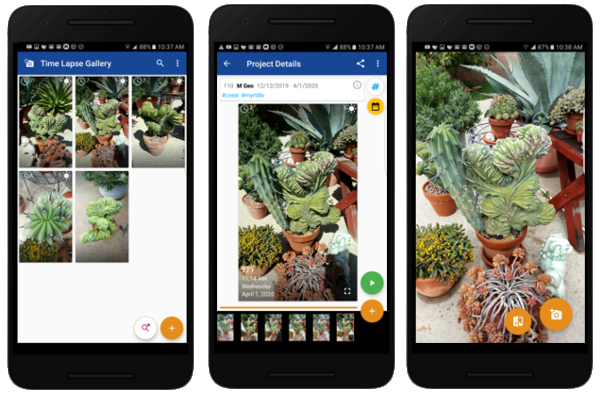 88% 10:37 AM
Time Lapse Gallery
88% 10:37 AM
Project Details
110 M Geo 12/12/2019 - 4/1/2020
#crest #myrtillo
#
11:14 AM
Wednesday
April 1, 2020
87% 10:38 AM